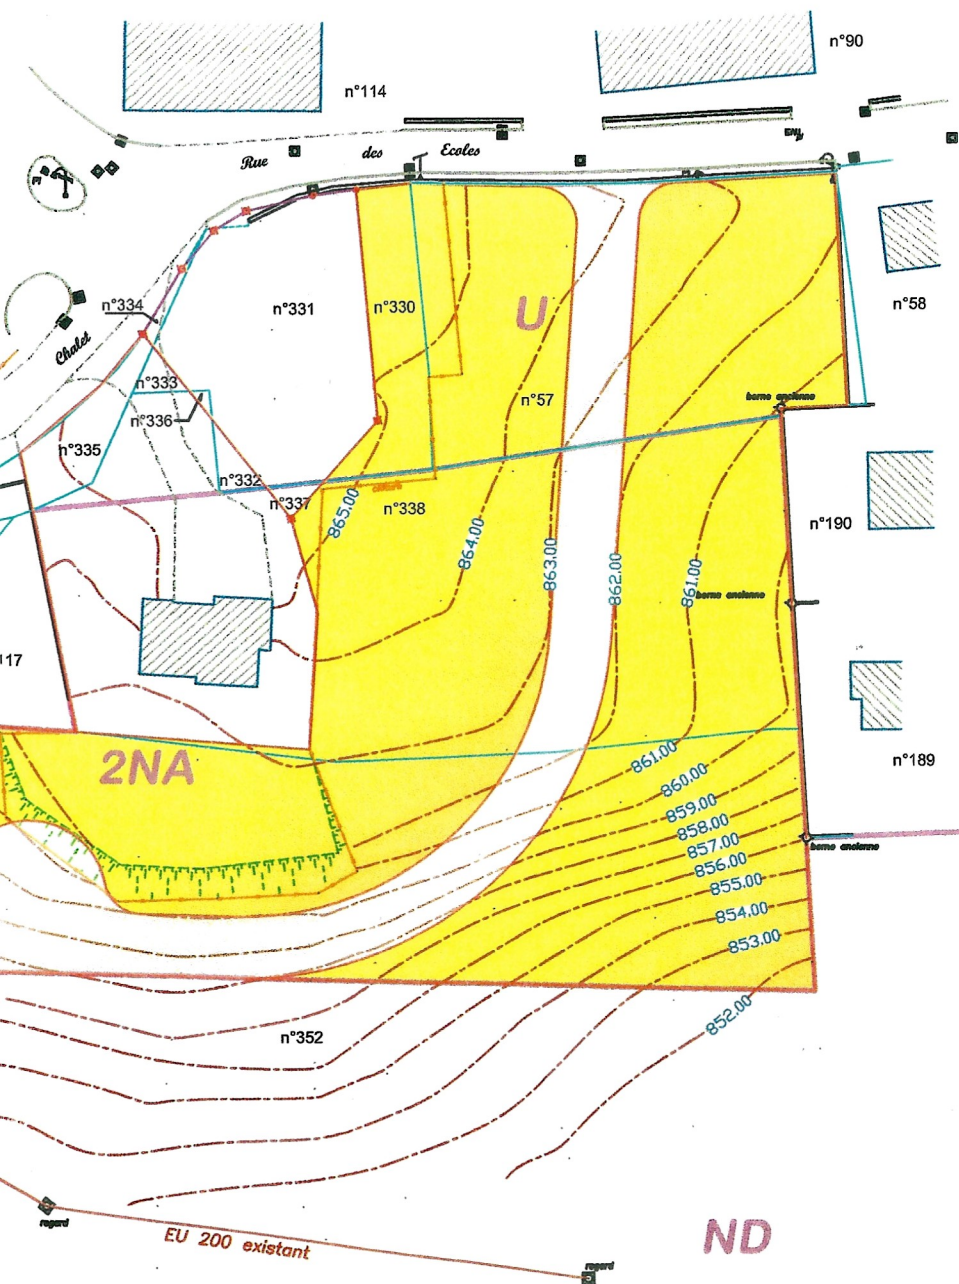 n°90
n°114
Rue des Ecoles
n°58
n°334
n°331
n°330
U
Chalet
n°333
n°57
borne ancienne
n°336
n°335
n°332
n°337
n°338
865.00
864.00
863.00
862.00
861.00
n°190
borne ancienne
2NA
861.00
860.00
859.00
858.00
857.00
856.00
855.00
854.00
853.00
852.00
n°189
borne ancienne
n°352
regard
EU 200 existant
ND
regard